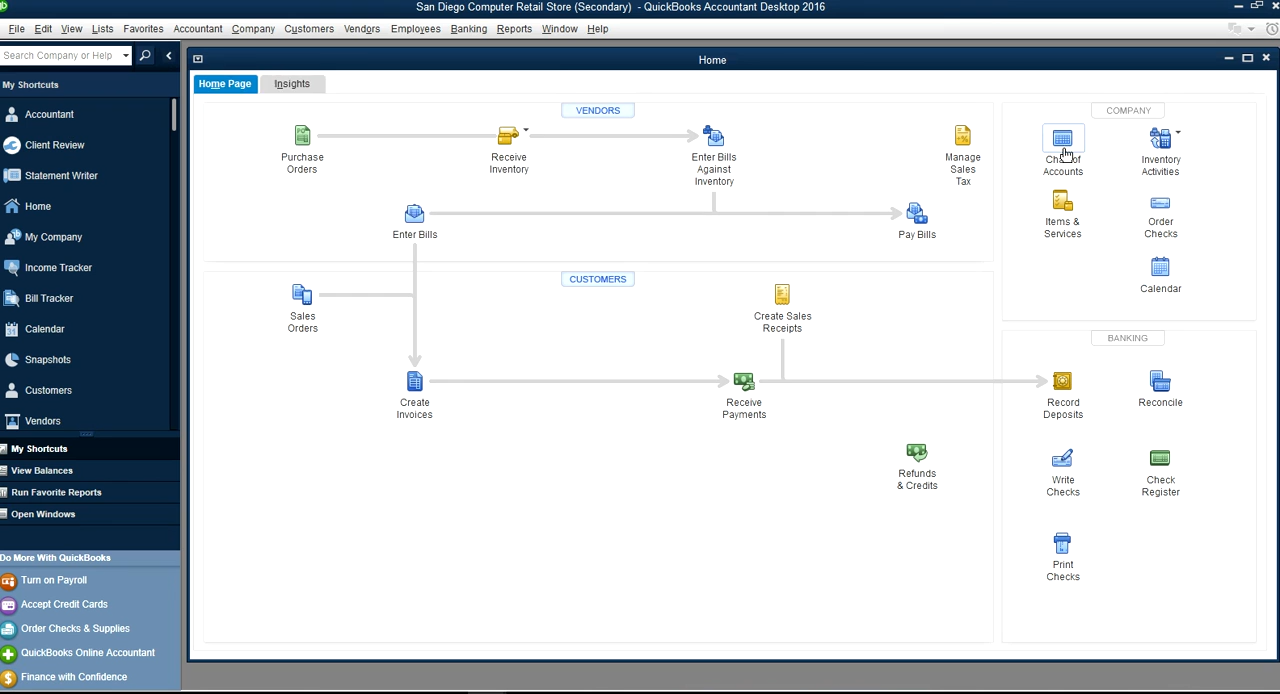 San Diego Computer Retail Store (Secondary) - QuickBooks Accountant Desktop 2016
File Edit View Lists Favorites Accountant Company Customers Vendors Employees Banking Reports Window Help
Search Company or Help
Home
My Shortcuts
Accountant
Client Review
Statement Writer
Home
My Company
Income Tracker
Bill Tracker
Calendar
Snapshots
Customers
Vendors
My Shortcuts
View Balances
Run Favorite Reports
Open Windows
Do More With QuickBooks
Turn on Payroll
Accept Credit Cards
Order Checks & Supplies
QuickBooks Online Accountant
Finance with Confidence
Home Page Insights
VENDORS
Purchase
Orders
Receive
Inventory
Enter Bills
Against
Inventory
Manage
Sales
Tax
Enter Bills
Pay Bills
CUSTOMERS
Sales
Orders
Create Sales
Receipts
Create
Invoices
Receive
Payments
Refunds
& Credits
COMPANY
Chart of
Accounts
Inventory
Activities
Items &
Services
Order
Checks
Calendar
BANKING
Record
Deposits
Reconcile
Write
Checks
Check
Register
Print
Checks